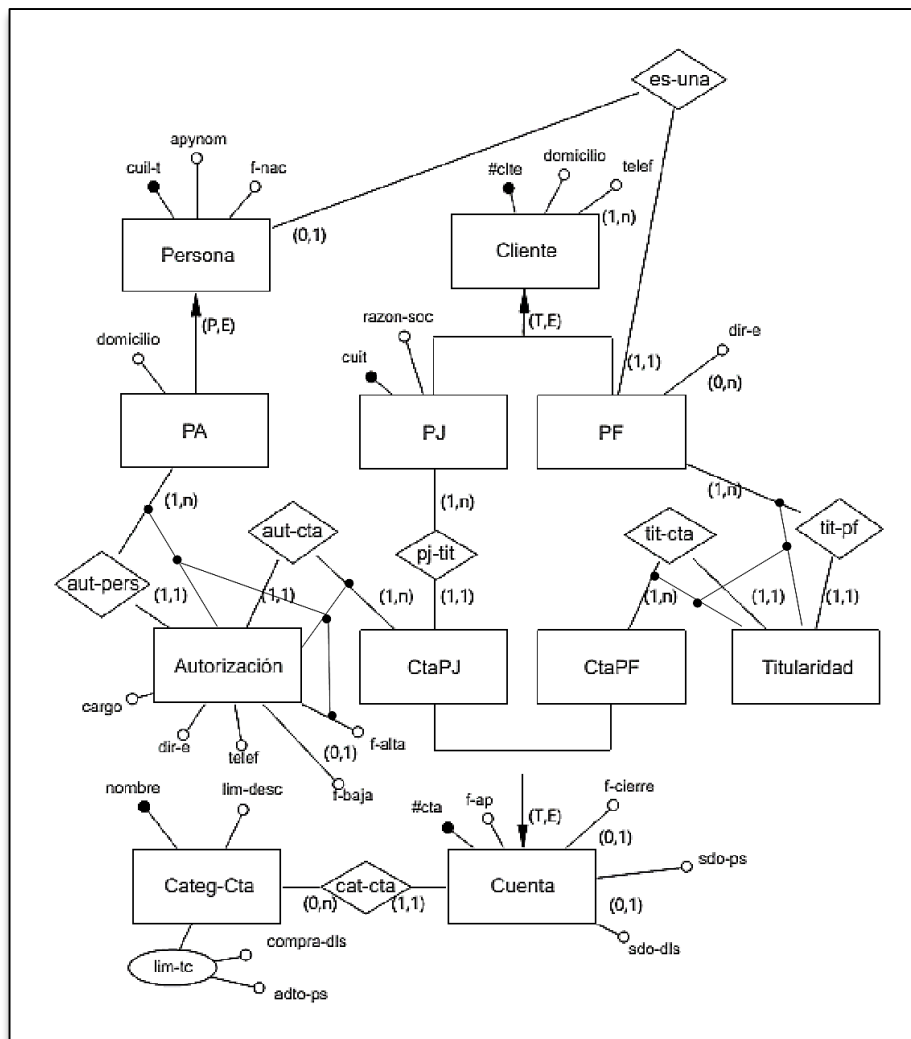 es-una
apynom
cuil-t
f-nac
#clte
domicilio
telef
(1,n)
(0,1)
Persona
Cliente
(P,E)
(T,E)
domicilio
razon-soc
cuit
dir-e
(1,1)
(0,n)
PA
PJ
PF
(1,n)
(1,n)
(1,n)
aut-cta
tit-cta
tit-pf
pj-tit
aut-pers
(1,1)
(1,1)
(1,n)
(1,1)
(1,n)
(1,1)
(1,1)
Autorización
CtaPJ
CtaPF
Titularidad
cargo
dir-e
telef
(0,1)
f-alta
f-baja
nombre
lim-desc
#cta
f-ap
(T,E)
f-cierre
(0,1)
sdo-ps
Categ-Cta
cat-cta
Cuenta
(0,n)
(1,1)
(0,1)
sdo-dls
compra-dls
lim-tc
adto-ps